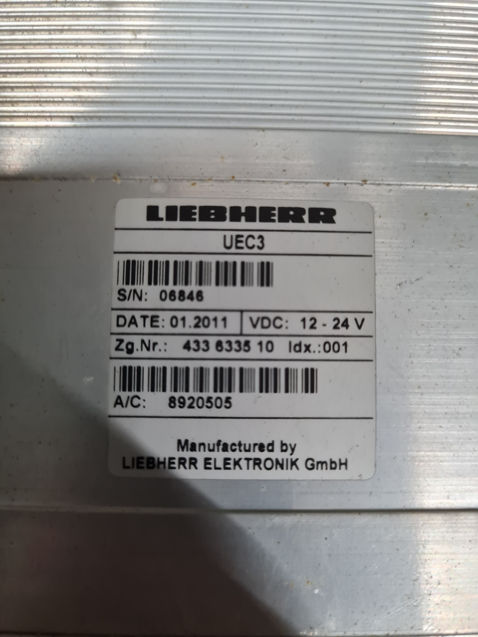 LIEBHERR
UEC3
S/N: 06846
DATE: 01.2011 VDC: 12 - 24 V
Zg.Nr.: 433 6335 10 Idx.:001
A/C: 8920505
Manufactured by
LIEBHERR ELEKTRONIK GmbH